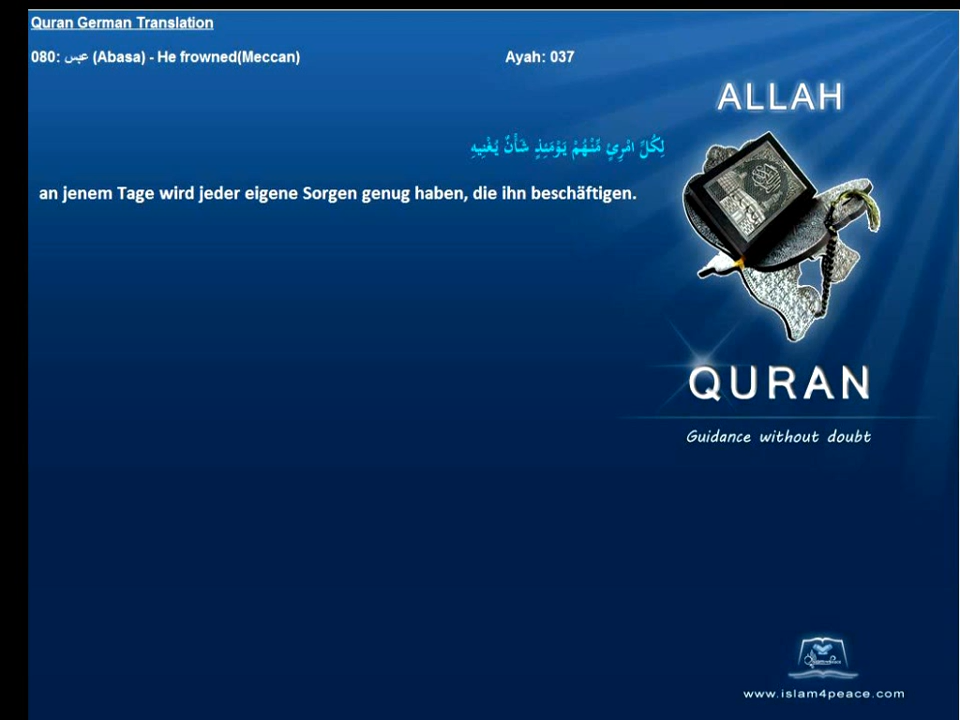 Quran German Translation
080: عبس (Abasa) - He frowned(Meccan) Ayah: 037
ALLAH
لِكُلِّ امْرِئٍ مِّنْهُمْ يَوْمَئِذٍ شَأْنٌ يُغْنِيهِ
an jenem Tage wird jeder eigene Sorgen genug haben, die ihn beschäftigen.
QURAN
Guidance without doubt
www.islam4peace.com